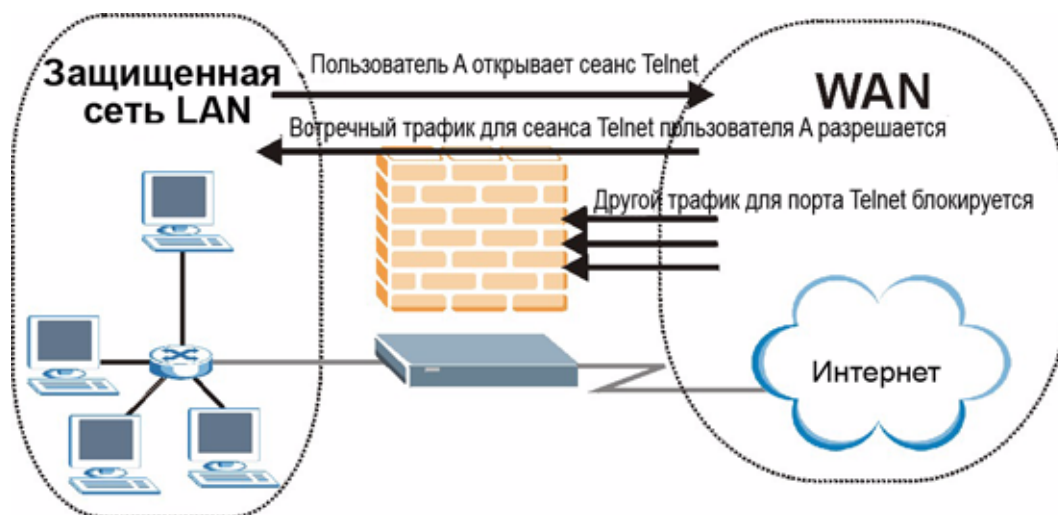 Защищенная
сеть LAN
Пользователь А открывает сеанс Telnet
WAN
Встречный трафик для сеанса Telnet пользователя А разрешается
Другой трафик для порта Telnet блокируется
Интернет